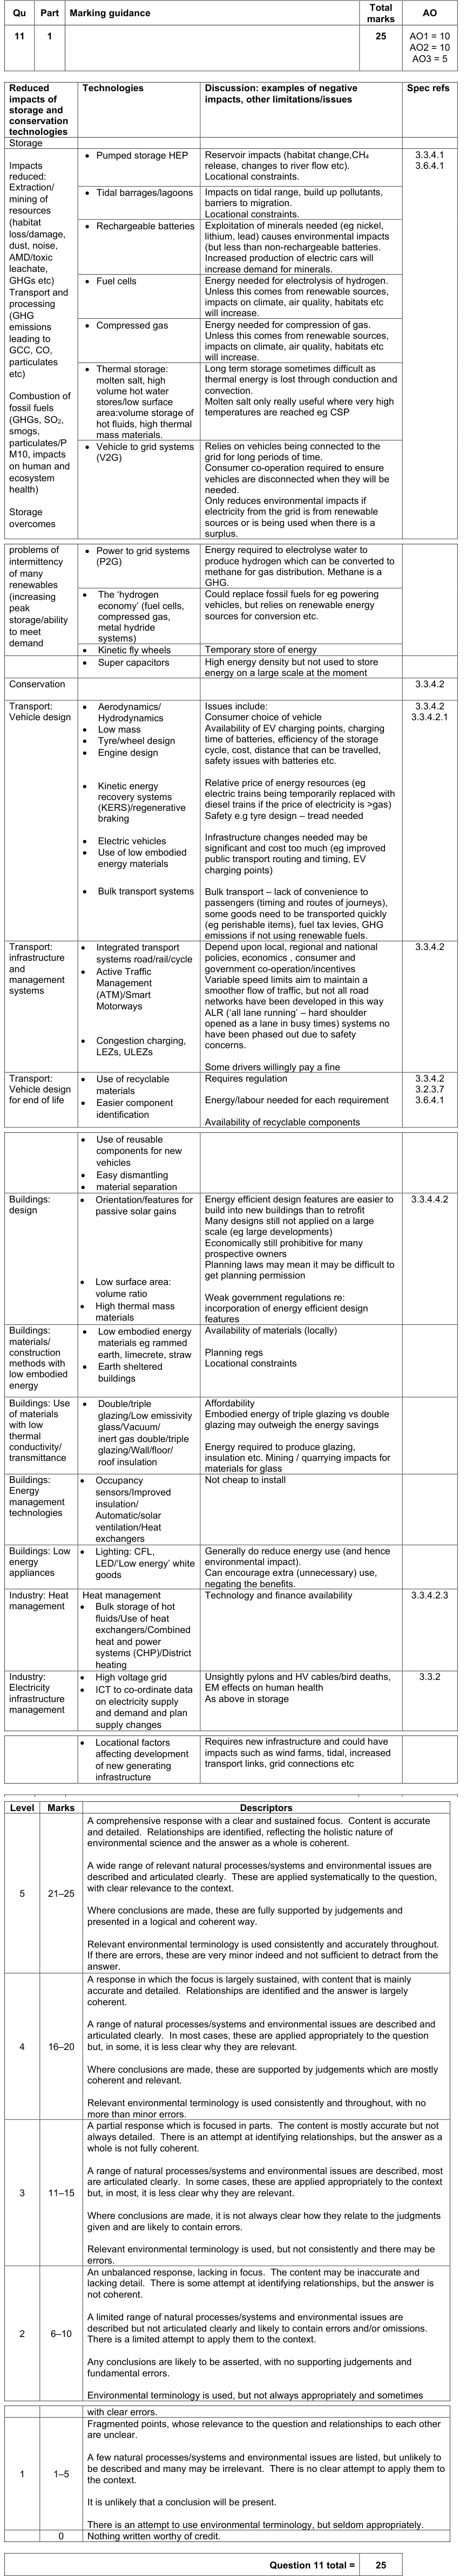 Qu Part Marking guidance Total marks AO
11 1 25 AO1 = 10
AO2 = 10
AO3 = 5
Reduced impacts of storage and conservation technologies
Technologies
Discussion: examples of negative impacts, other limitations/issues
Spec refs
Storage
Impacts reduced:
Extraction/
mining of
resources
(habitat
loss/damage,
dust, noise,
AMD/toxic
leachate,
GHGs etc)
Transport and
processing
(GHG
emissions
leading to
GCC, CO,
particulates
etc)
Combustion of
fossil fuels
(GHGs, SO₂,
smogs,
particulates/P
M10, impacts
on human and
ecosystem
health)
Storage
overcomes
• Pumped storage HEP
Reservoir impacts (habitat change,CH₄
release, changes to river flow etc).
Locational constraints.
3.3.4.1
3.6.4.1
• Tidal barrages/lagoons
Impacts on tidal range, build up pollutants,
barriers to migration.
Locational constraints.
• Rechargeable batteries
Exploitation of minerals needed (eg nickel,
lithium, lead) causes environmental impacts
(but less than non-rechargeable batteries.
Increased production of electric cars will
increase demand for minerals.
• Fuel cells
Energy needed for electrolysis of hydrogen.
Unless this comes from renewable sources,
impacts on climate, air quality, habitats etc
will increase.
• Compressed gas
Energy needed for compression of gas.
Unless this comes from renewable sources,
impacts on climate, air quality, habitats etc
will increase.
• Thermal storage:
molten salt, high
volume hot water
stores/low surface
area:volume storage of
hot fluids, high thermal
mass materials.
Long term storage sometimes difficult as
thermal energy is lost through conduction and
convection.
Molten salt only really useful where very high
temperatures are reached eg CSP
• Vehicle to grid systems
(V2G)
Relies on vehicles being connected to the
grid for long periods of time.
Consumer co-operation required to ensure
vehicles are disconnected when they will be
needed.
Only reduces environmental impacts if
electricity from the grid is from renewable
sources or is being used when there is a
surplus.
problems of
intermittency
of many
renewables
(increasing
peak
storage/ability
to meet
demand
• Power to grid systems
(P2G)
Energy required to electrolyse water to
produce hydrogen which can be converted to
methane for gas distribution. Methane is a
GHG.
• The 'hydrogen
economy' (fuel cells,
compressed gas,
metal hydride
systems)
Could replace fossil fuels for eg powering
vehicles, but relies on renewable energy
sources for conversion etc.
• Kinetic fly wheels
Temporary store of energy
• Super capacitors
High energy density but not used to store
energy on a large scale at the moment
Conservation
3.3.4.2
Transport:
Vehicle design
• Aerodynamics/
Hydrodynamics
• Low mass
• Tyre/wheel design
• Engine design
• Kinetic energy
recovery systems
(KERS)/regenerative
braking
• Electric vehicles
• Use of low embodied
energy materials
• Bulk transport systems
Issues include:
Consumer choice of vehicle
Availability of EV charging points, charging
time of batteries, efficiency of the storage
cycle, cost, distance that can be travelled,
safety issues with batteries etc.
Relative price of energy resources (eg
electric trains being temporarily replaced with
diesel trains if the price of electricity is >gas)
Safety e.g tyre design – tread needed
Infrastructure changes needed may be
significant and cost too much (eg improved
public transport routing and timing, EV
charging points)
Bulk transport – lack of convenience to
passengers (timing and routes of journeys),
some goods need to be transported quickly
(eg perishable items), fuel tax levies, GHG
emissions if not using renewable fuels.
3.3.4.2
3.3.4.2.1
Transport:
infrastructure
and
management
systems
• Integrated transport
systems road/rail/cycle
• Active Traffic
Management
(ATM)/Smart
Motorways
• Congestion charging,
LEZs, ULEZs
Depend upon local, regional and national
policies, economics , consumer and
government co-operation/incentives
Variable speed limits aim to maintain a
smoother flow of traffic, but not all road
networks have been developed in this way
ALR ('all lane running' – hard shoulder
opened as a lane in busy times) systems no
have been phased out due to safety
concerns.
Some drivers willingly pay a fine
3.3.4.2
Transport:
Vehicle design
for end of life
• Use of recyclable
materials
• Easier component
identification
Requires regulation
Energy/labour needed for each requirement
Availability of recyclable components
3.3.4.2
3.2.3.7
3.6.4.1
• Use of reusable
components for new
vehicles
• Easy dismantling
• material separation
Buildings:
design
• Orientation/features for
passive solar gains
• Low surface area:
volume ratio
• High thermal mass
materials
Energy efficient design features are easier to
build into new buildings than to retrofit
Many designs still not applied on a large
scale (eg large developments)
Economically still prohibitive for many
prospective owners
Planning laws may mean it may be difficult to
get planning permission
Weak government regulations re:
incorporation of energy efficient design
features
3.3.4.4.2
Buildings:
materials/
construction
methods with
low embodied
energy
• Low embodied energy
materials eg rammed
earth, limecrete, straw
• Earth sheltered
buildings
Availability of materials (locally)
Planning regs
Locational constraints
Buildings: Use
of materials
with low
thermal
conductivity/
transmittance
• Double/triple
glazing/Low emissivity
glass/Vacuum/
inert gas double/triple
glazing/Wall/floor/
roof insulation
Affordability
Embodied energy of triple glazing vs double
glazing may outweigh the energy savings
Energy required to produce glazing,
insulation etc. Mining / quarrying impacts for
materials for glass
Buildings:
Energy
management
technologies
• Occupancy
sensors/Improved
insulation/
Automatic/solar
ventilation/Heat
exchangers
Not cheap to install
Buildings: Low
energy
appliances
• Lighting: CFL,
LED/'Low energy' white
goods
Generally do reduce energy use (and hence
environmental impact).
Can encourage extra (unnecessary) use,
negating the benefits.
Industry: Heat
management
Heat management
• Bulk storage of hot
fluids/Use of heat
exchangers/Combined
heat and power
systems (CHP)/District
heating
Technology and finance availability
3.3.4.2.3
Industry:
Electricity
infrastructure
management
• High voltage grid
• ICT to co-ordinate data
on electricity supply
and demand and plan
supply changes
Unsightly pylons and HV cables/bird deaths,
EM effects on human health
As above in storage
3.3.2
• Locational factors
affecting development
of new generating
infrastructure
Requires new infrastructure and could have
impacts such as wind farms, tidal, increased
transport links, grid connections etc
Level Marks Descriptors
5 21–25
A comprehensive response with a clear and sustained focus. Content is accurate
and detailed. Relationships are identified, reflecting the holistic nature of
environmental science and the answer as a whole is coherent.
A wide range of relevant natural processes/systems and environmental issues are
described and articulated clearly. These are applied systematically to the question,
with clear relevance to the context.
Where conclusions are made, these are fully supported by judgements and
presented in a logical and coherent way.
Relevant environmental terminology is used consistently and accurately throughout.
If there are errors, these are very minor indeed and not sufficient to detract from the
answer.
4 16–20
A response in which the focus is largely sustained, with content that is mainly
accurate and detailed. Relationships are identified and the answer is largely
coherent.
A range of natural processes/systems and environmental issues are described and
articulated clearly. In most cases, these are applied appropriately to the question
but, in some, it is less clear why they are relevant.
Where conclusions are made, these are supported by judgements which are mostly
coherent and relevant.
Relevant environmental terminology is used consistently and throughout, with no
more than minor errors.
3 11–15
A partial response which is focused in parts. The content is mostly accurate but not
always detailed. There is an attempt at identifying relationships, but the answer as a
whole is not fully coherent.
A range of natural processes/systems and environmental issues are described, most
are articulated clearly. In some cases, these are applied appropriately to the context
but, in most, it is less clear why they are relevant.
Where conclusions are made, it is not always clear how they relate to the judgments
given and are likely to contain errors.
Relevant environmental terminology is used, but not consistently and there may be
errors.
2 6–10
An unbalanced response, lacking in focus. The content may be inaccurate and
lacking detail. There is some attempt at identifying relationships, but the answer is
not coherent.
A limited range of natural processes/systems and environmental issues are
described but not articulated clearly and likely to contain errors and/or omissions.
There is a limited attempt to apply them to the context.
Any conclusions are likely to be asserted, with no supporting judgements and
fundamental errors.
Environmental terminology is used, but not always appropriately and sometimes
with clear errors.
1 1–5
Fragmented points, whose relevance to the question and relationships to each other
are unclear.
A few natural processes/systems and environmental issues are listed, but unlikely to
be described and many may be irrelevant. There is no clear attempt to apply them to
the context.
It is unlikely that a conclusion will be present.
There is an attempt to use environmental terminology, but seldom appropriately.
0 Nothing written worthy of credit.
Question 11 total = 25